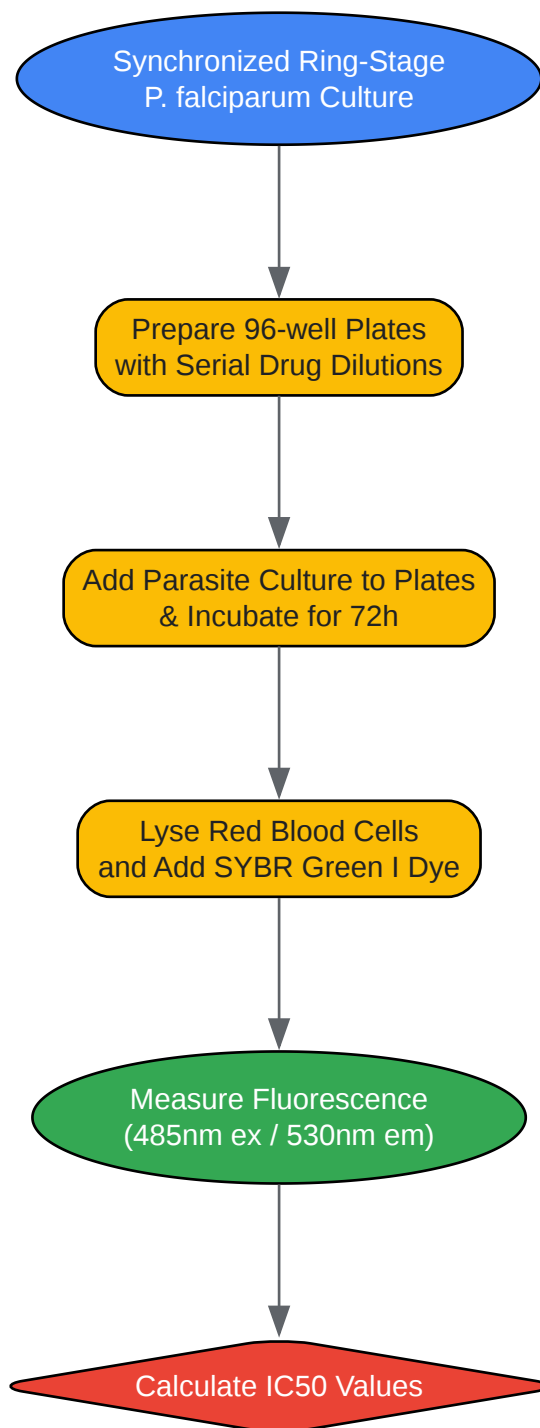 Synchronized Ring-Stage
P. falciparum Culture
Prepare 96-well Plates
with Serial Drug Dilutions
Add Parasite Culture to Plates
& Incubate for 72h
Lyse Red Blood Cells
and Add SYBR Green I Dye
Measure Fluorescence
(485nm ex / 530nm em)
Calculate IC50 Values